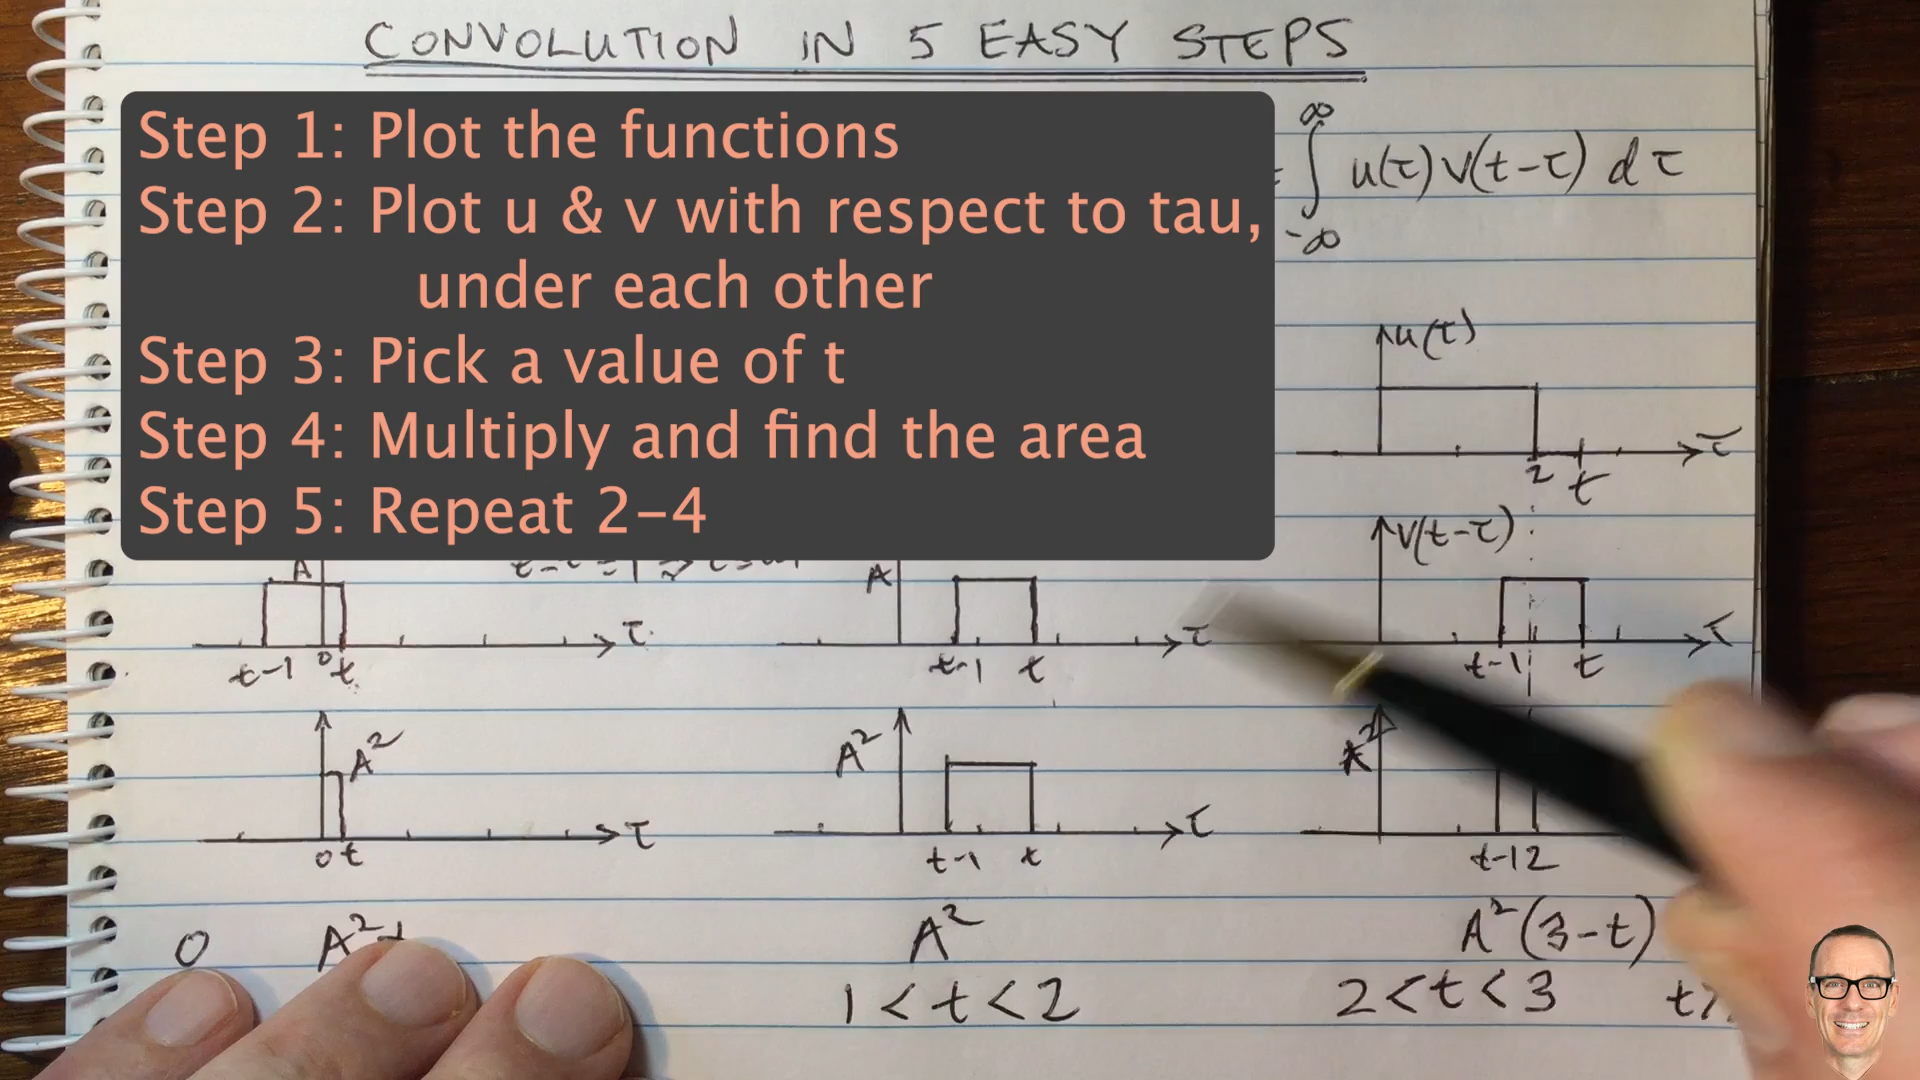 CONVOLUTION IN 5 EASY STEPS
Step 1: Plot the functions
Step 2: Plot u & v with respect to tau,
under each other
Step 3: Pick a value of t
Step 4: Multiply and find the area
Step 5: Repeat 2-4
∞
∫ u(τ) v(t-τ) dτ
-∞
u(τ)
τ
2 t
v(t-τ)
A
A
τ
τ
τ
t-1 0 t
t-1 t
t-1 t
A²
A²
A²
τ
τ
0 t
t-1 t
t-1 2
0
A²
A²
A²(3-t)
1 < t < 2
2 < t < 3
t>